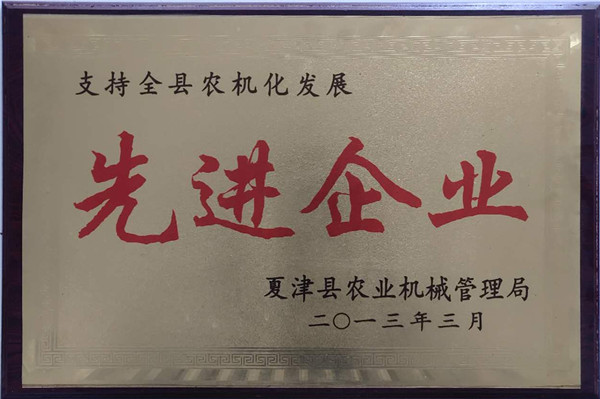 支持全县农机化发展
先进企业
夏津县农业机械管理局
二〇一三年三月